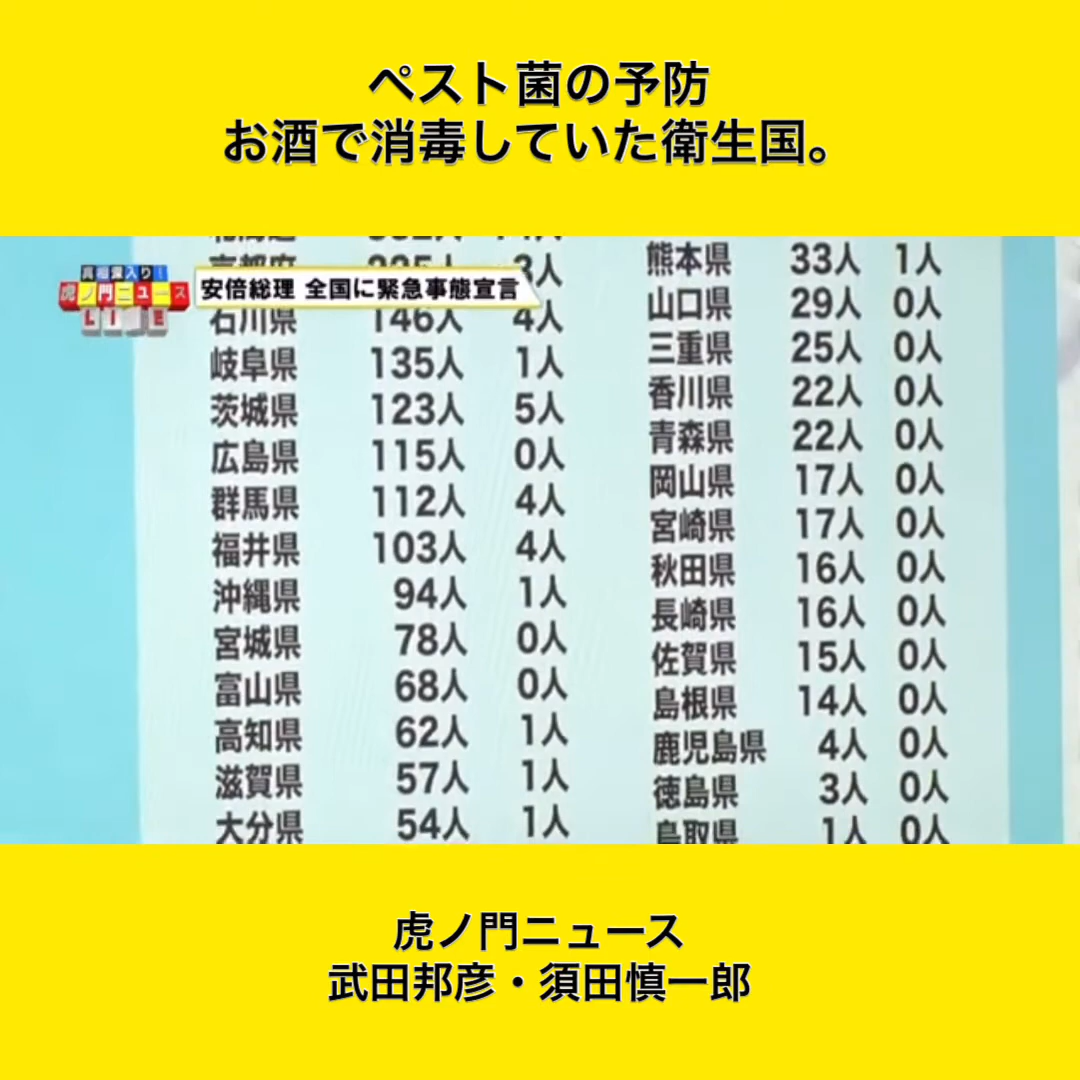 ペスト菌の予防
お酒で消毒していた衛生国。
真相深入り!
虎ノ門ニュース
LIVE
安倍総理 全国に緊急事態宣言
石川県 146人 4人
岐阜県 135人 1人
茨城県 123人 5人
広島県 115人 0人
群馬県 112人 4人
福井県 103人 4人
沖縄県 94人 1人
宮城県 78人 0人
富山県 68人 0人
高知県 62人 1人
滋賀県 57人 1人
大分県 54人 1人
熊本県 33人 1人
山口県 29人 0人
三重県 25人 0人
香川県 22人 0人
青森県 22人 0人
岡山県 17人 0人
宮崎県 17人 0人
秋田県 16人 0人
長崎県 16人 0人
佐賀県 15人 0人
島根県 14人 0人
鹿児島県 4人 0人
徳島県 3人 0人
鳥取県 1人 0人
虎ノ門ニュース
武田邦彦・須田慎一郎